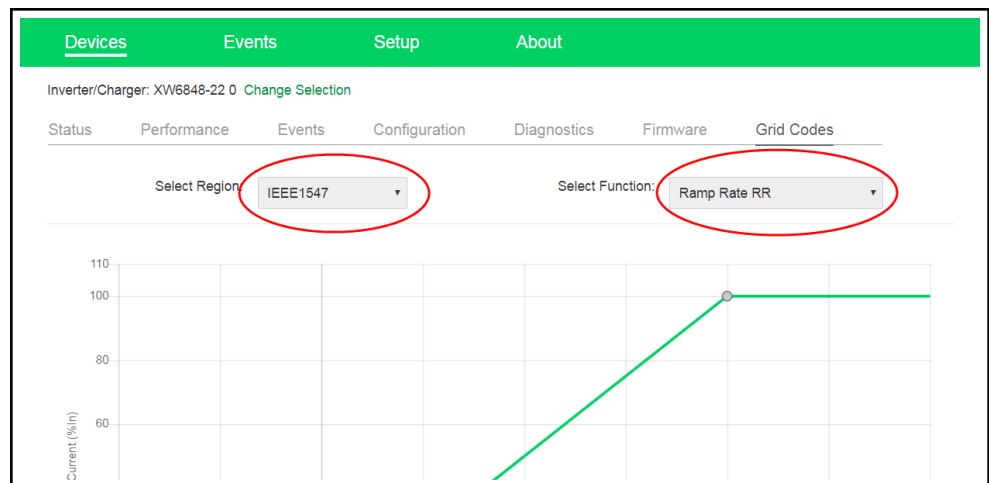 Devices Events Setup About
Inverter/Charger: XW6848-22 0 Change Selection
Status Performance Events Configuration Diagnostics Firmware Grid Codes
Select Region: IEEE1547 Select Function: Ramp Rate RR
110
100
80
60
Current (%In)